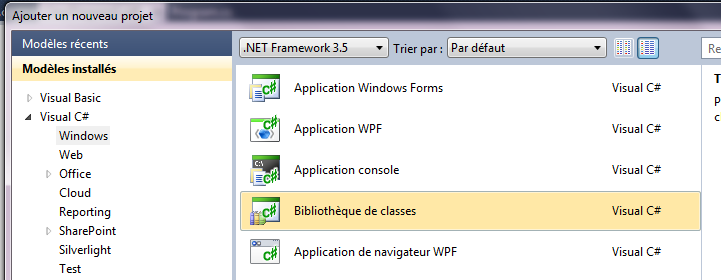 Ajouter un nouveau projet
Modèles récents
.NET Framework 3.5 Trier par : Par défaut Re
Modèles installés
Visual Basic
Visual C#
Windows
Web
Office
Cloud
Reporting
SharePoint
Silverlight
Test
Application Windows Forms Visual C#
Application WPF Visual C#
Application console Visual C#
Bibliothèque de classes Visual C#
Application de navigateur WPF Visual C#
T
P
c